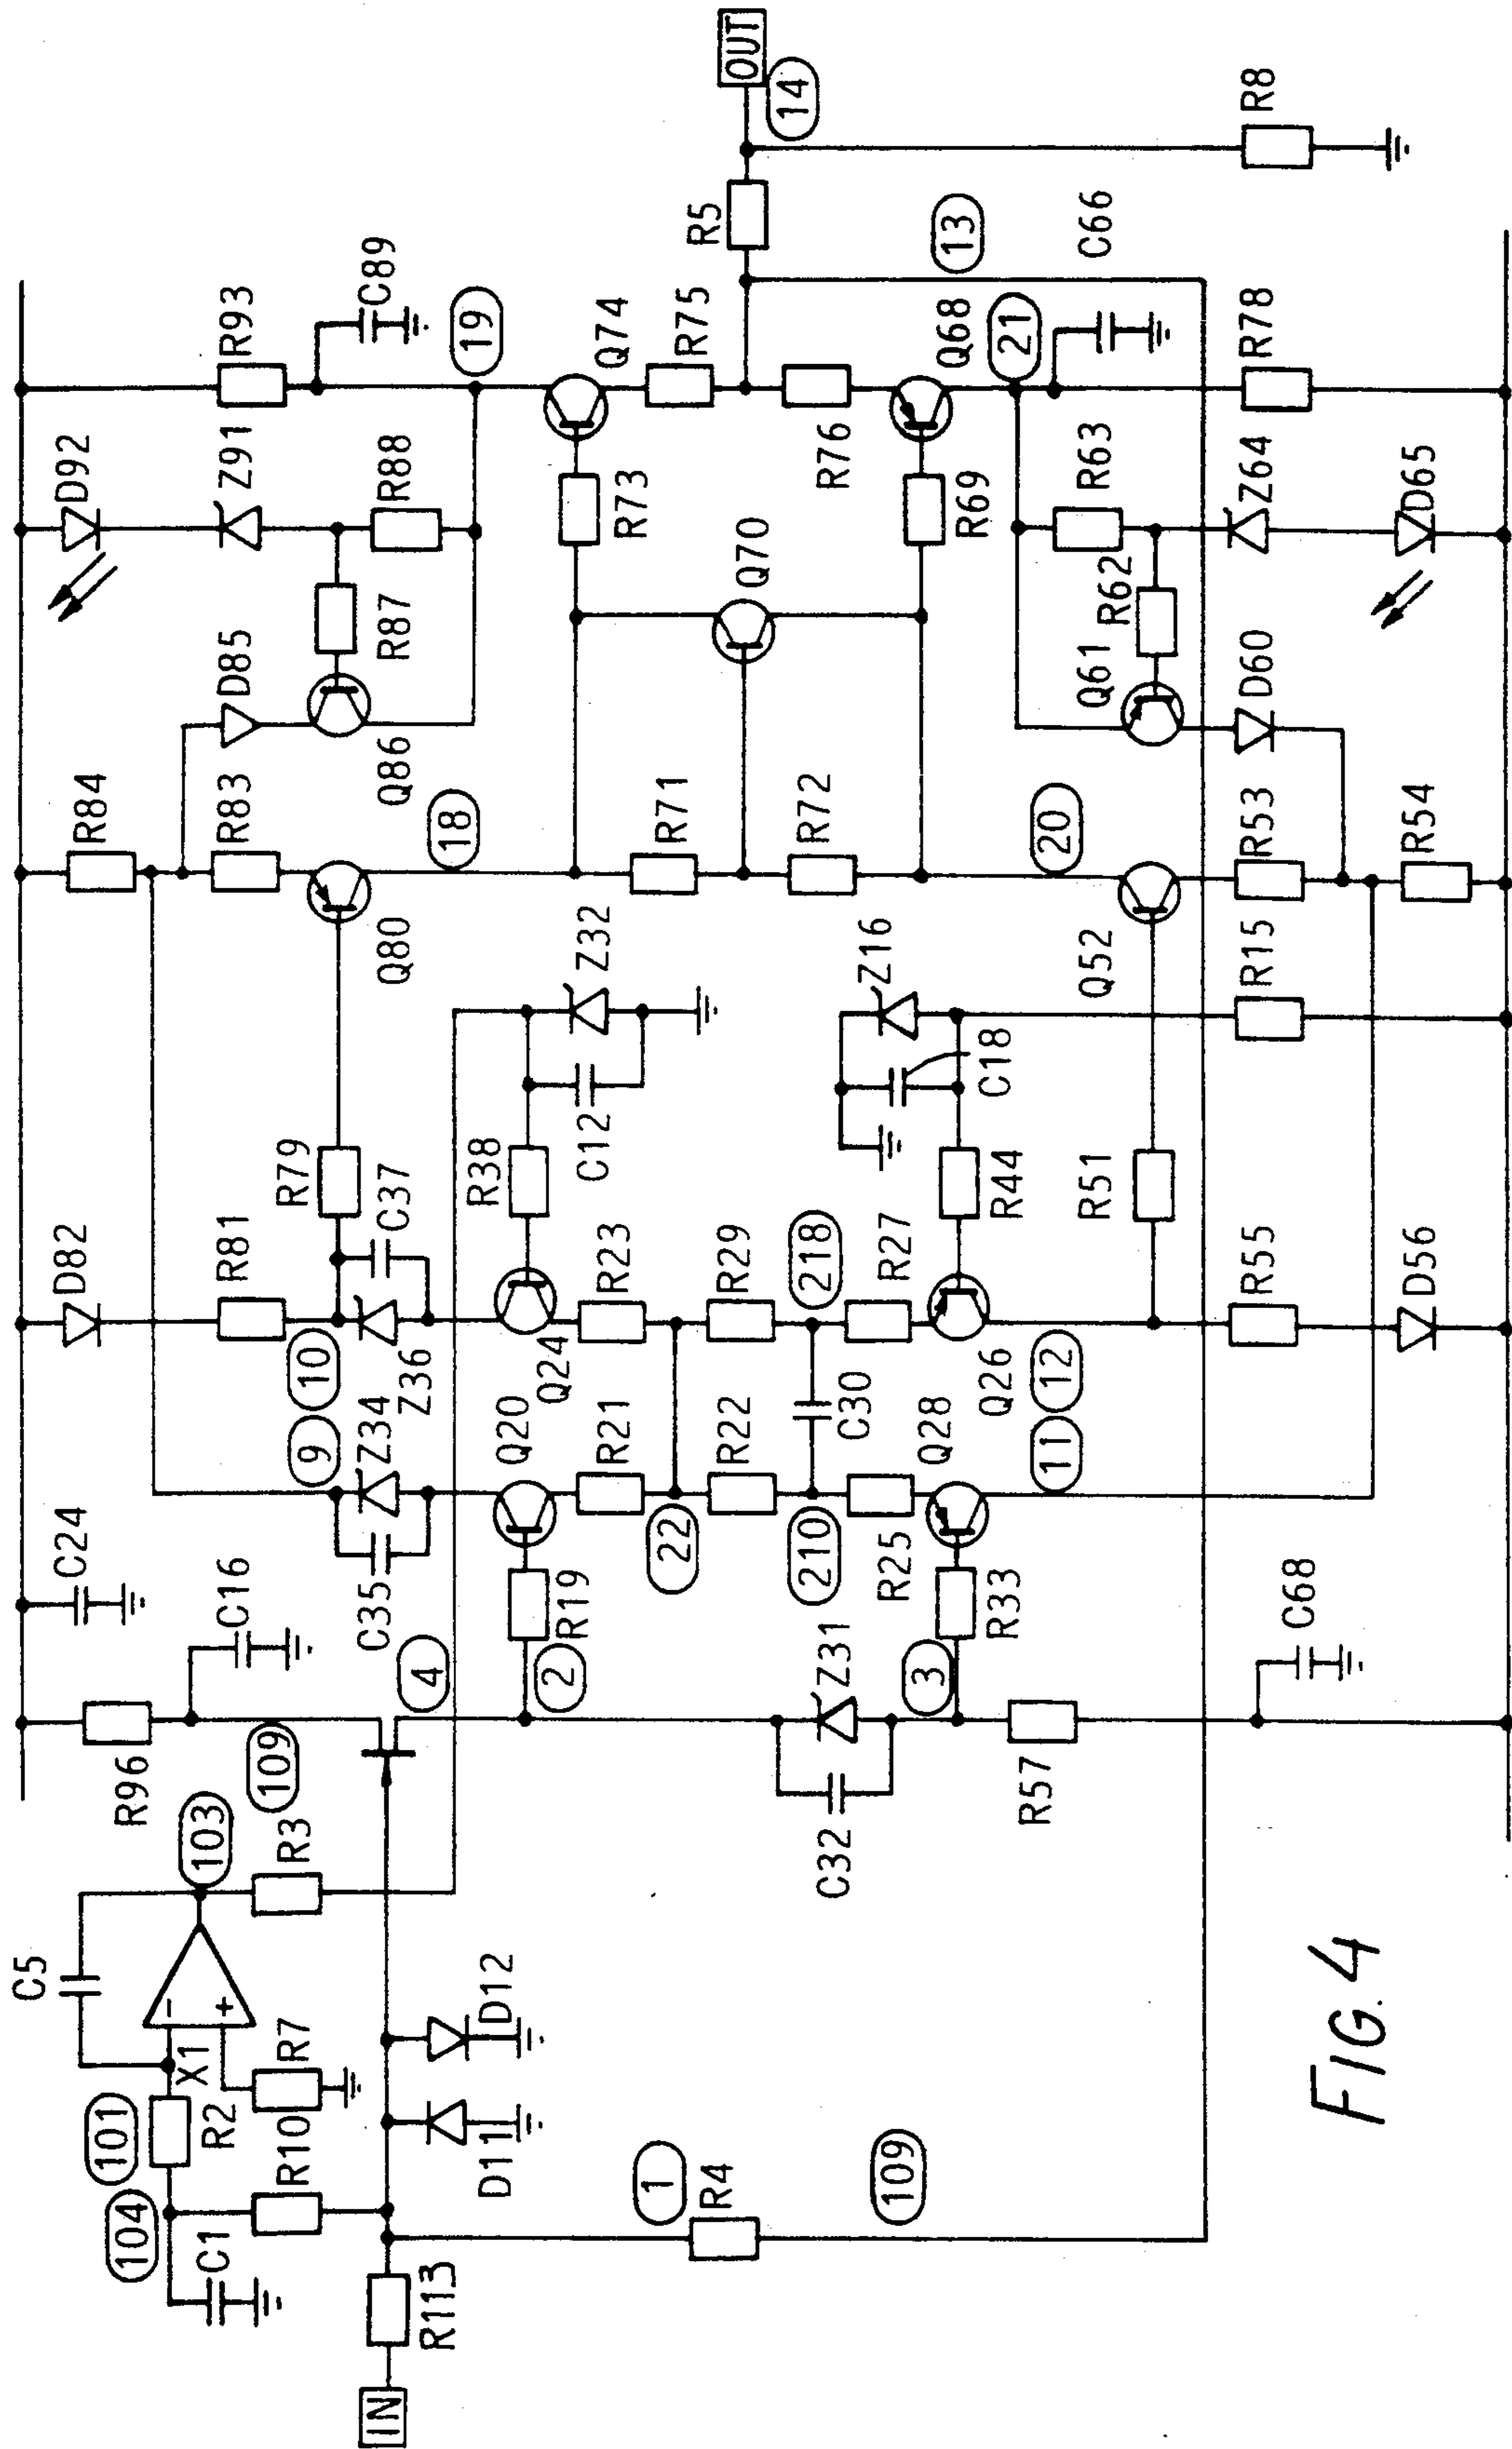 IN
R113
C1
104
101
R2
R10
R7
X1
-
+
C5
103
R3
D11
D12
1
R4
109
R96
109
C16
C24
4
2
R19
C35
9
Z34
10
Z36
Q20
Q24
R21
R23
22
R22
R29
210
218
C30
R25
R27
R33
3
Z31
C32
R57
C68
Q28
Q26
11
12
D82
R81
R79
C37
R38
C12
Z32
Z16
C18
R44
R51
R55
D56
R15
R84
R83
D85
Q80
Q86
R87
18
R71
R72
20
Q52
R53
R54
D92
Z91
R88
R93
C89
19
Q74
R73
R75
Q70
R76
R69
Q68
21
13
C66
R63
R62
Q61
D60
Z64
D65
R78
R5
OUT
14
R8
FIG. 4